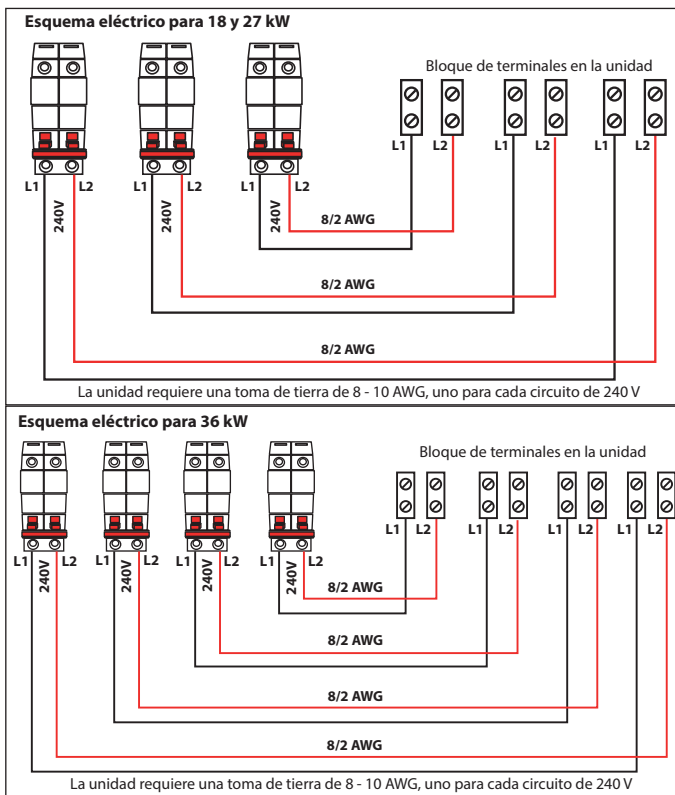 Esquema eléctrico para 18 y 27 kW
Bloque de terminales en la unidad
L1 L2 L1 L2 L1 L2
L1 L2 L1 L2 L1 L2
240V 240V 240V
8/2 AWG
8/2 AWG
8/2 AWG
La unidad requiere una toma de tierra de 8 - 10 AWG, uno para cada circuito de 240 V
Esquema eléctrico para 36 kW
Bloque de terminales en la unidad
L1 L2 L1 L2 L1 L2 L1 L2
L1 L2 L1 L2 L1 L2 L1 L2
240V 240V 240V 240V
8/2 AWG
8/2 AWG
8/2 AWG
8/2 AWG
La unidad requiere una toma de tierra de 8 - 10 AWG, uno para cada circuito de 240 V